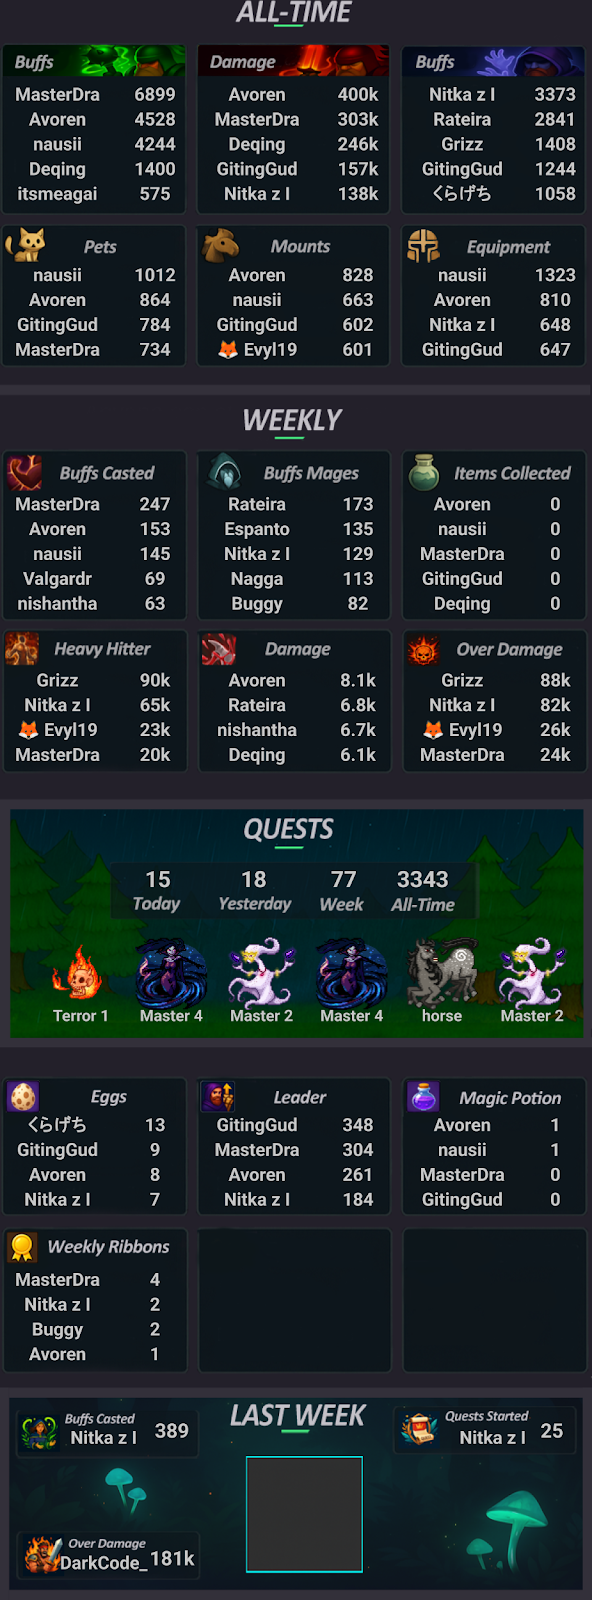 ALL-TIME
Buffs
MasterDra 6899
Avoren 4528
nausii 4244
Deqing 1400
itsmeagai 575
Damage
Avoren 400k
MasterDra 303k
Deqing 246k
GitingGud 157k
Nitka z I 138k
Buffs
Nitka z I 3373
Rateira 2841
Grizz 1408
GitingGud 1244
くらげち 1058
Pets
nausii 1012
Avoren 864
GitingGud 784
MasterDra 734
Mounts
Avoren 828
nausii 663
GitingGud 602
🦊 Evyl19 601
Equipment
nausii 1323
Avoren 810
Nitka z I 648
GitingGud 647
WEEKLY
Buffs Casted
MasterDra 247
Avoren 153
nausii 145
Valgardr 69
nishantha 63
Buffs Mages
Rateira 173
Espanto 135
Nitka z I 129
Nagga 113
Buggy 82
Items Collected
Avoren 0
nausii 0
MasterDra 0
GitingGud 0
Deqing 0
Heavy Hitter
Grizz 90k
Nitka z I 65k
🦊 Evyl19 23k
MasterDra 20k
Damage
Avoren 8.1k
Rateira 6.8k
nishantha 6.7k
Deqing 6.1k
Over Damage
Grizz 88k
Nitka z I 82k
🦊 Evyl19 26k
MasterDra 24k
QUESTS
15 18 77 3343
Today Yesterday Week All-Time
Terror 1 Master 4 Master 2 Master 4 horse Master 2
Eggs
くらげち 13
GitingGud 9
Avoren 8
Nitka z I 7
Leader
GitingGud 348
MasterDra 304
Avoren 261
Nitka z I 184
Magic Potion
Avoren 1
nausii 1
MasterDra 0
GitingGud 0
Weekly Ribbons
MasterDra 4
Nitka z I 2
Buggy 2
Avoren 1
LAST WEEK
Buffs Casted
Nitka z I 389
Quests Started
Nitka z I 25
Over Damage
DarkCode_ 181k